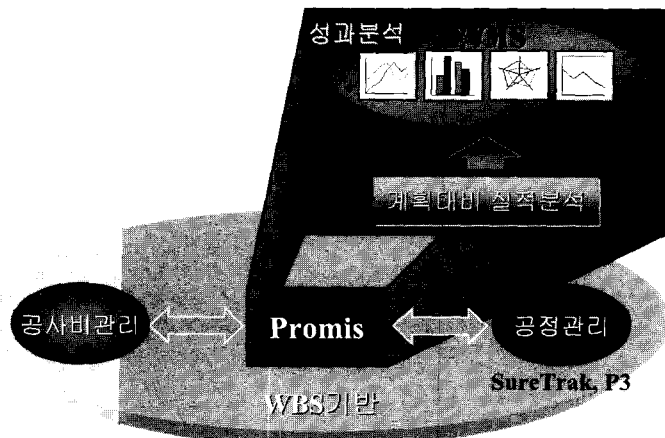 성과분석
계획대비 실적분석
공사비관리
Promis
공정관리
SureTrak, P3
WBS기반